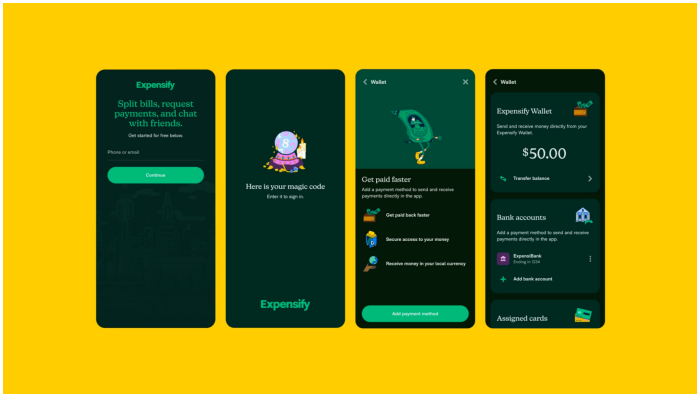 Expensify
Split bills, request
payments, and chat
with friends.
Get started for free below.
Phone or email
Continue
8
Here is your magic code
Enter it to sign in.
Expensify
Wallet
Get paid faster
Add a payment method to send and receive
payments directly in the app.
Get paid back faster
Secure access to your money
Receive money in your local currency
Add payment method
Wallet
Expensify Wallet
Send and receive money directly from your
Expensify Wallet.
$50.00
Transfer balance
Bank accounts
Add a payment method to send and receive
payments directly in the app.
ExpensiBank
Ending in 1234
Add bank account
Assigned cards